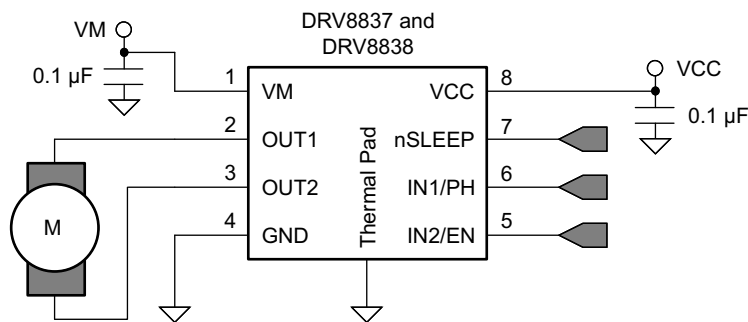 DRV8837 and
DRV8838
VM
0.1 µF
VCC
0.1 µF
1
VM
VCC
8
2
OUT1
nSLEEP
7
3
OUT2
IN1/PH
6
4
GND
IN2/EN
5
Thermal Pad
M